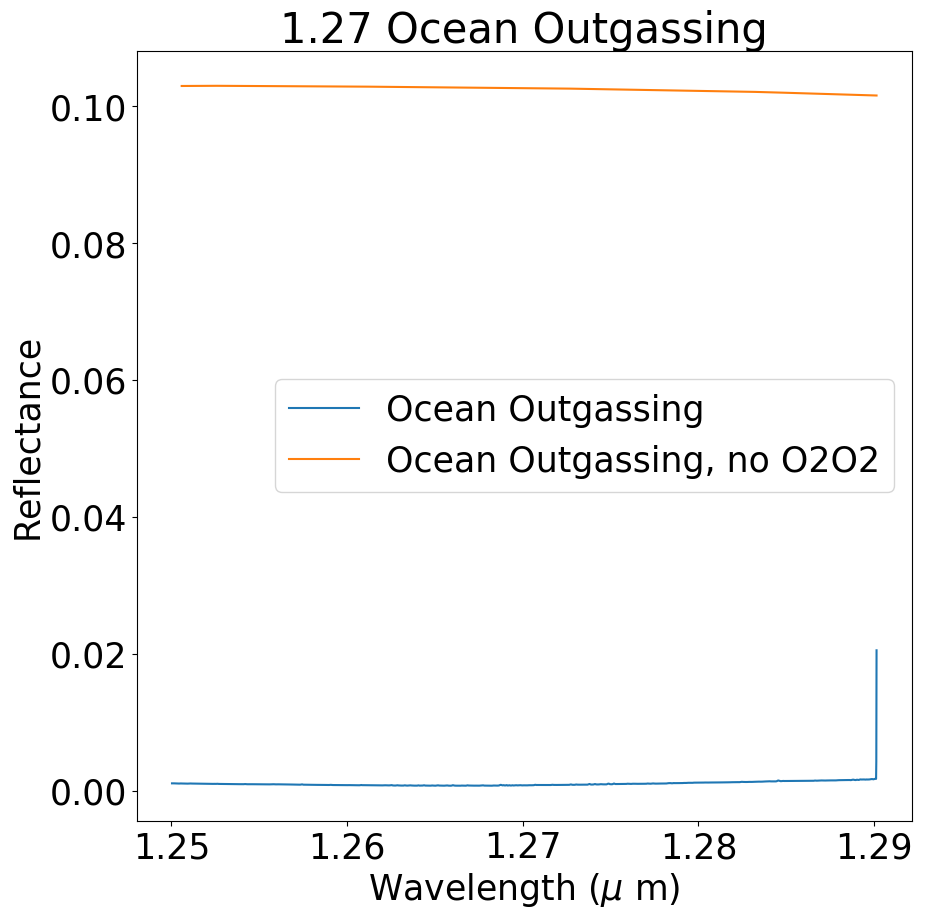 1.27 Ocean Outgassing
Reflectance
0.10
0.08
0.06
0.04
0.02
0.00
Ocean Outgassing
Ocean Outgassing, no O2O2
1.25 1.26 1.27 1.28 1.29
Wavelength (μ m)